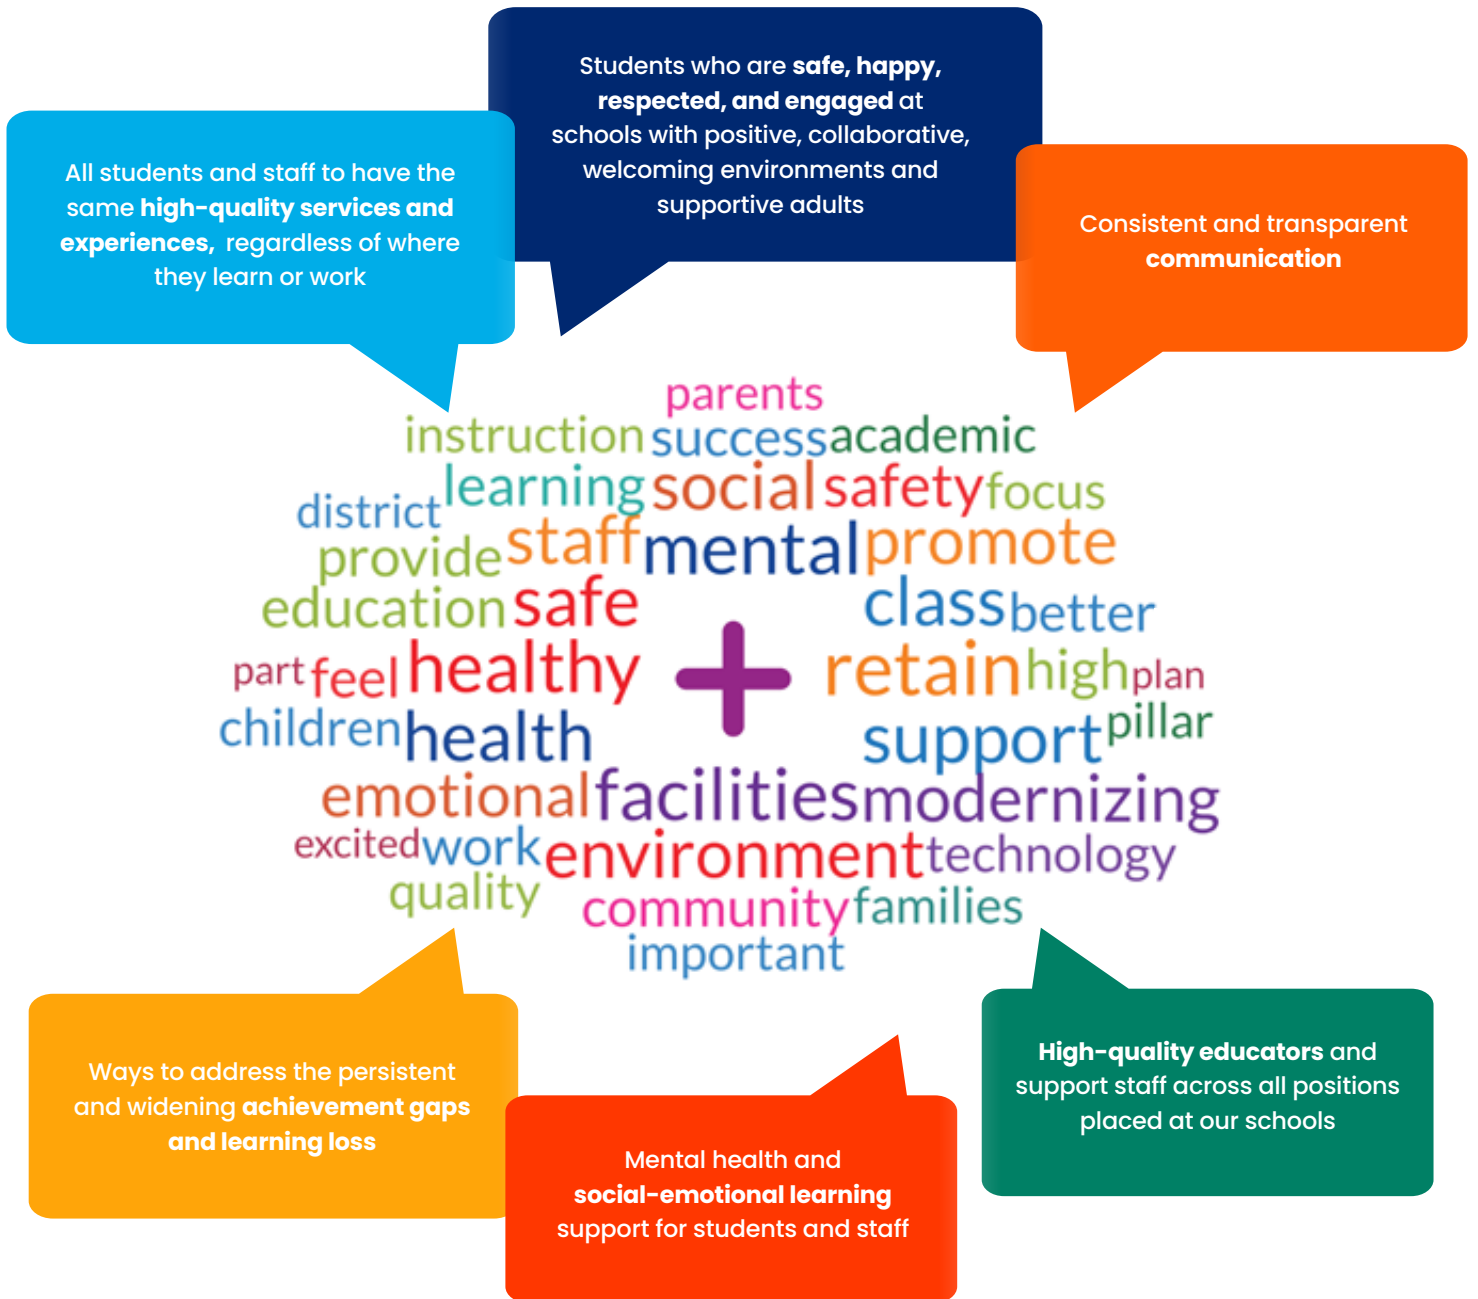 Students who are safe, happy,
respected, and engaged at
schools with positive, collaborative,
welcoming environments and
supportive adults
All students and staff to have the
same high-quality services and
experiences, regardless of where
they learn or work
Consistent and transparent
communication
parents
instruction success academic
learning social safety focus
district
provide staff mental promote
education safe class better
part feel healthy retain high plan
children health support pillar
emotional facilities modernizing
excited work environment technology
quality community families
important
Ways to address the persistent
and widening achievement gaps
and learning loss
Mental health and
social-emotional learning
support for students and staff
High-quality educators and
support staff across all positions
placed at our schools